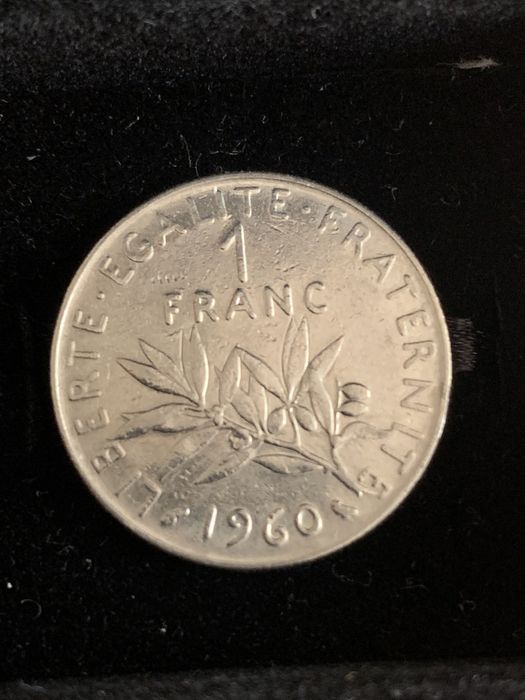 LIBERTE · EGALITE · FRATERNITE
1
FRANC
1960